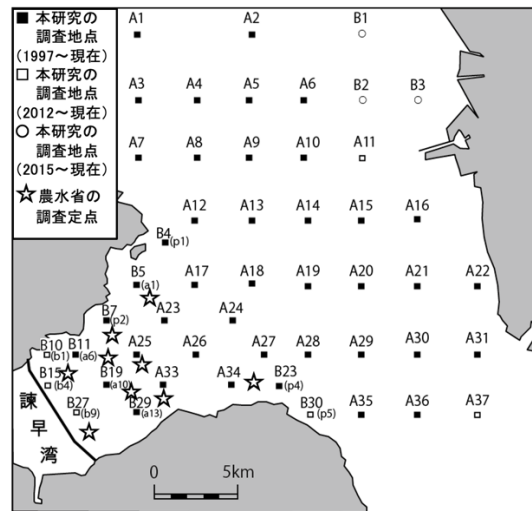 ■ 本研究の
調査地点
(1997～現在)
□ 本研究の
調査地点
(2012～現在)
○ 本研究の
調査地点
(2015～現在)
☆ 農水省の
調査定点
A1 A2 B1
A3 A4 A5 A6 B2 B3
A7 A8 A9 A10 A11
A12 A13 A14 A15 A16
B4
(p1)
B5 A17 A18 A19 A20 A21 A22
(a1)
B7 A23 A24
(p2)
B10 B11 A25 A26 A27 A28 A29 A30 A31
(b1) (a6)
B15 B19 A33 A34 B23
(b4) (a10) (p4)
B27 B29 B30 A35 A36 A37
(b9) (a13) (p5)
諫早湾
0 5km